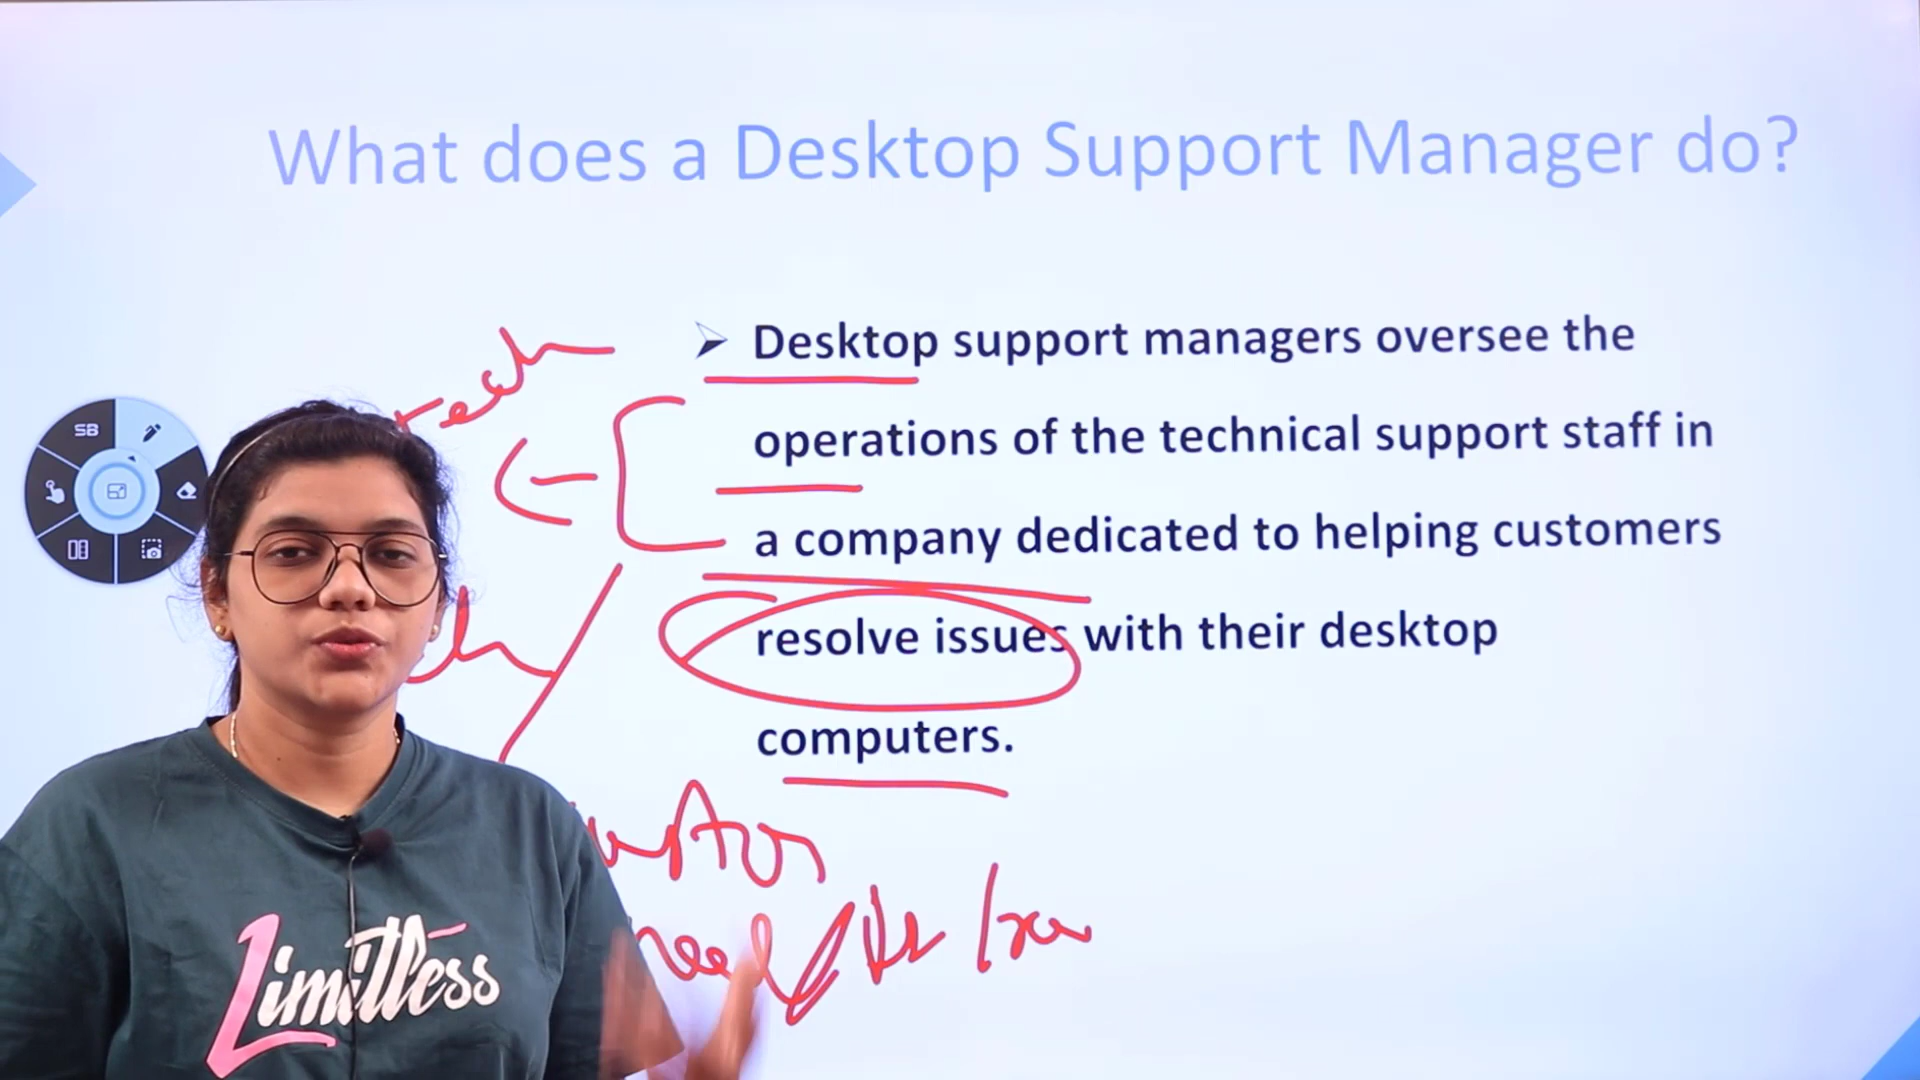 What does a Desktop Support Manager do?
Desktop support managers oversee the
operations of the technical support staff in
a company dedicated to helping customers
resolve issues with their desktop
computers.
Tech
SB
Limitless